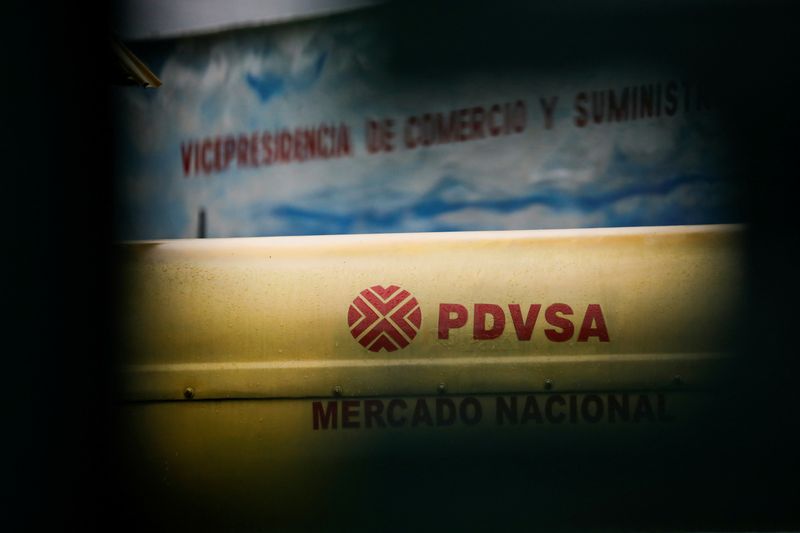 VICEPRESIDENCIA DE COMERCIO Y SUMINISTR
PDVSA
MERCADO NACIONAL